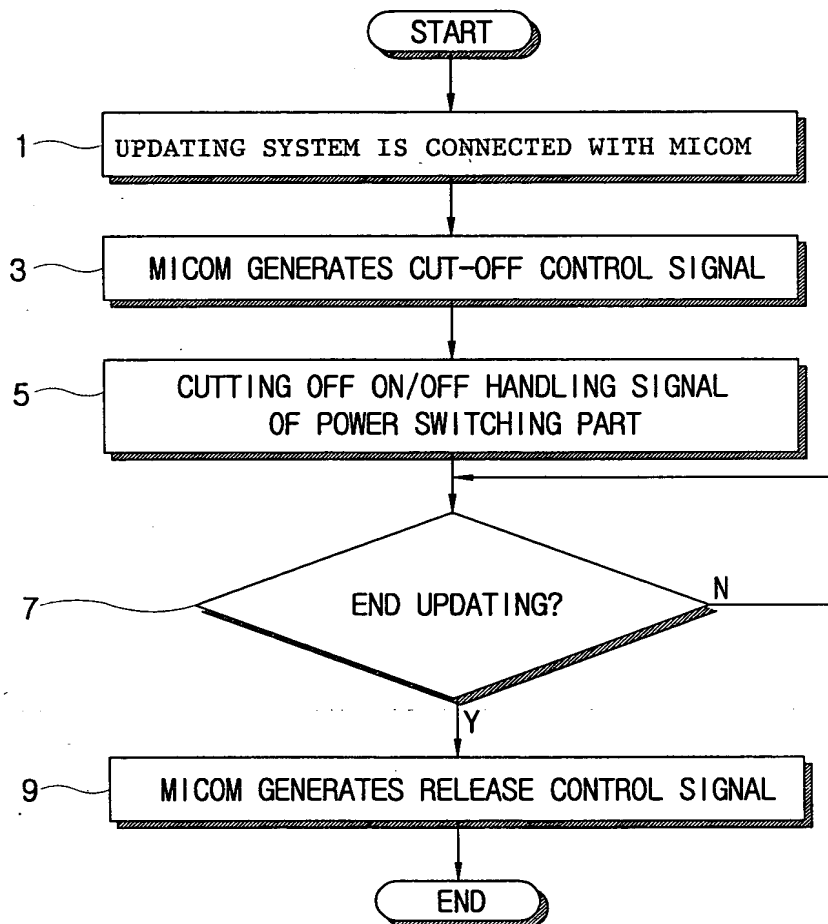 START
1
UPDATING SYSTEM IS CONNECTED WITH MICOM
3
MICOM GENERATES CUT-OFF CONTROL SIGNAL
5
CUTTING OFF ON/OFF HANDLING SIGNAL
OF POWER SWITCHING PART
7
END UPDATING?
N
Y
9
MICOM GENERATES RELEASE CONTROL SIGNAL
END